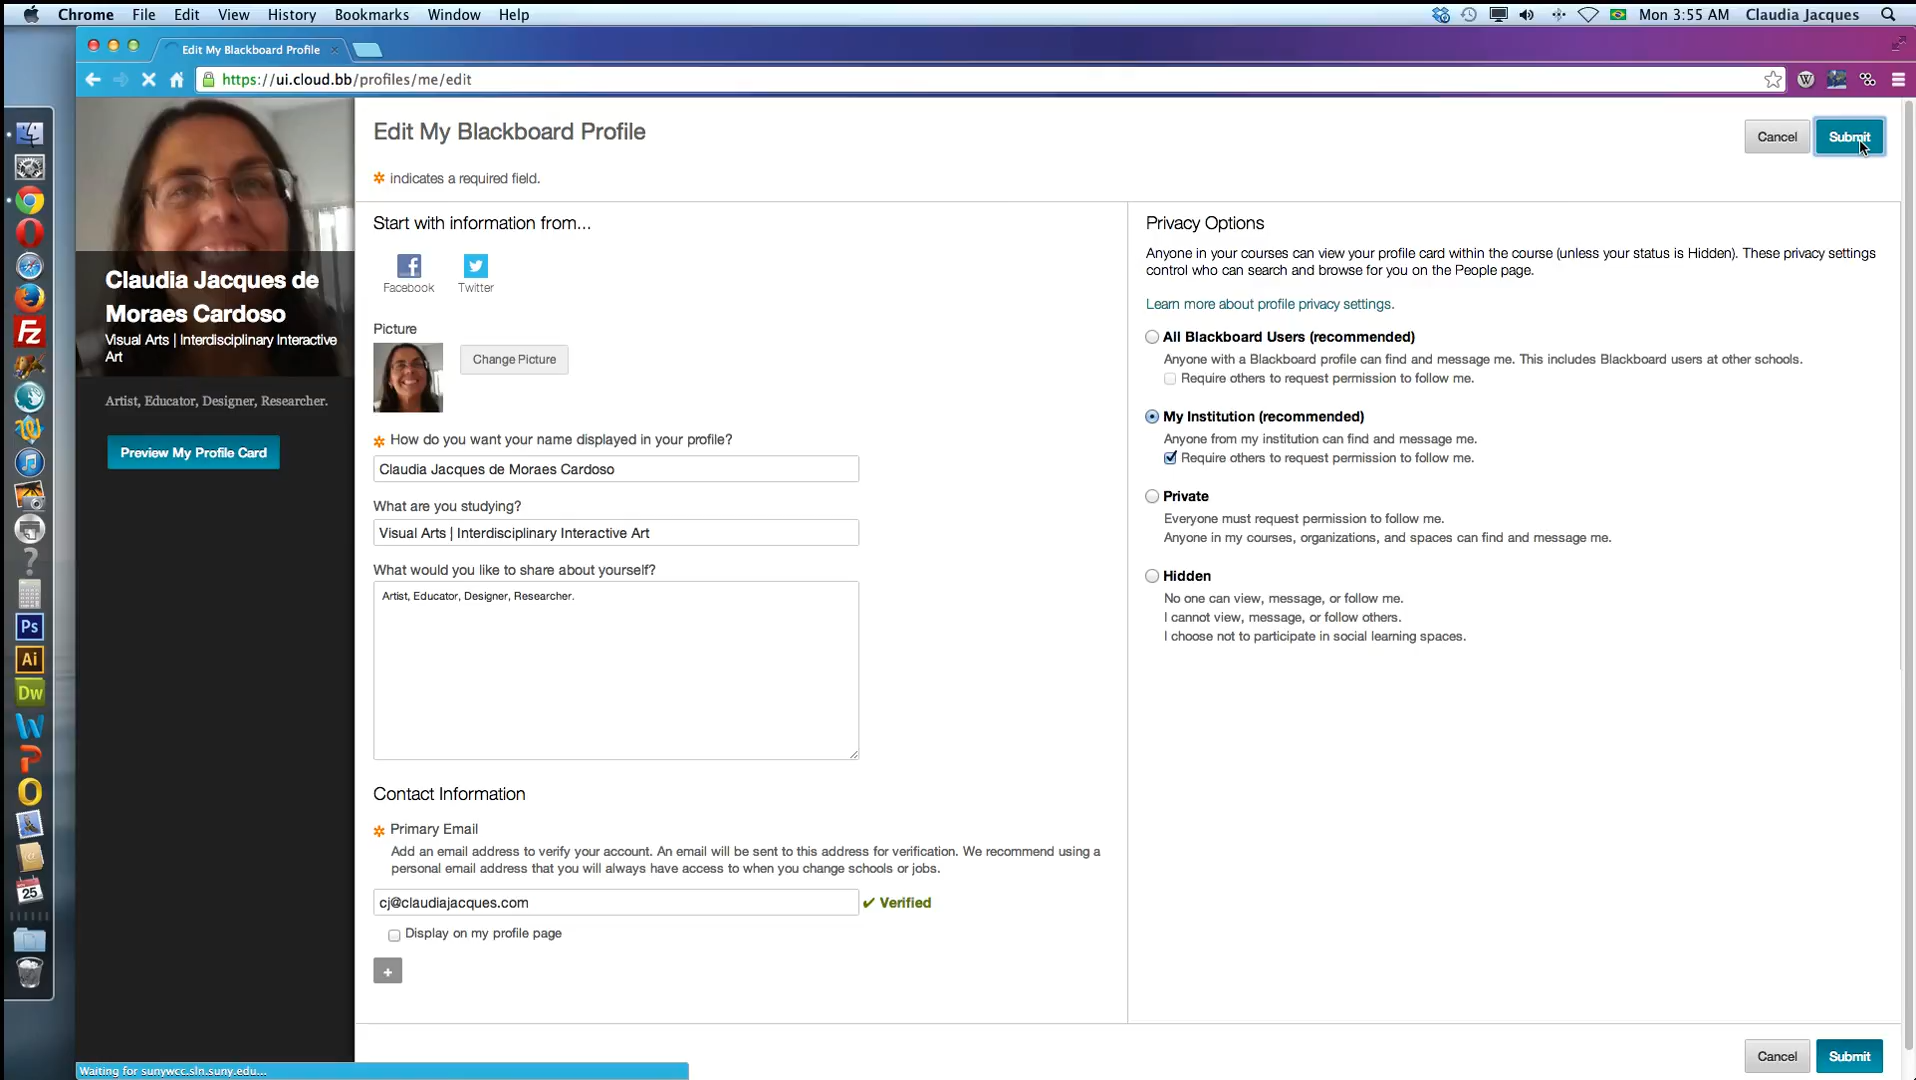 Chrome File Edit View History Bookmarks Window Help
Mon 3:55 AM Claudia Jacques
Edit My Blackboard Profile
https://ui.cloud.bb/profiles/me/edit
W
Claudia Jacques de
Moraes Cardoso
Visual Arts | Interdisciplinary Interactive
Art
Artist, Educator, Designer, Researcher.
Preview My Profile Card
Edit My Blackboard Profile
Cancel
Submit
indicates a required field.
Start with information from...
Facebook
Twitter
Picture
Change Picture
How do you want your name displayed in your profile?
Claudia Jacques de Moraes Cardoso
What are you studying?
Visual Arts | Interdisciplinary Interactive Art
What would you like to share about yourself?
Artist, Educator, Designer, Researcher.
Contact Information
Primary Email
Add an email address to verify your account. An email will be sent to this address for verification. We recommend using a
personal email address that you will always have access to when you change schools or jobs.
cj@claudiajacques.com
✔ Verified
Display on my profile page
+
Privacy Options
Anyone in your courses can view your profile card within the course (unless your status is Hidden). These privacy settings
control who can search and browse for you on the People page.
Learn more about profile privacy settings.
All Blackboard Users (recommended)
Anyone with a Blackboard profile can find and message me. This includes Blackboard users at other schools.
Require others to request permission to follow me.
My Institution (recommended)
Anyone from my institution can find and message me.
Require others to request permission to follow me.
Private
Everyone must request permission to follow me.
Anyone in my courses, organizations, and spaces can find and message me.
Hidden
No one can view, message, or follow me.
I cannot view, message, or follow others.
I choose not to participate in social learning spaces.
Cancel
Submit
Waiting for sunywcc.sln.suny.edu...
Fz
?
Ps
Ai
Dw
W
P
O
25